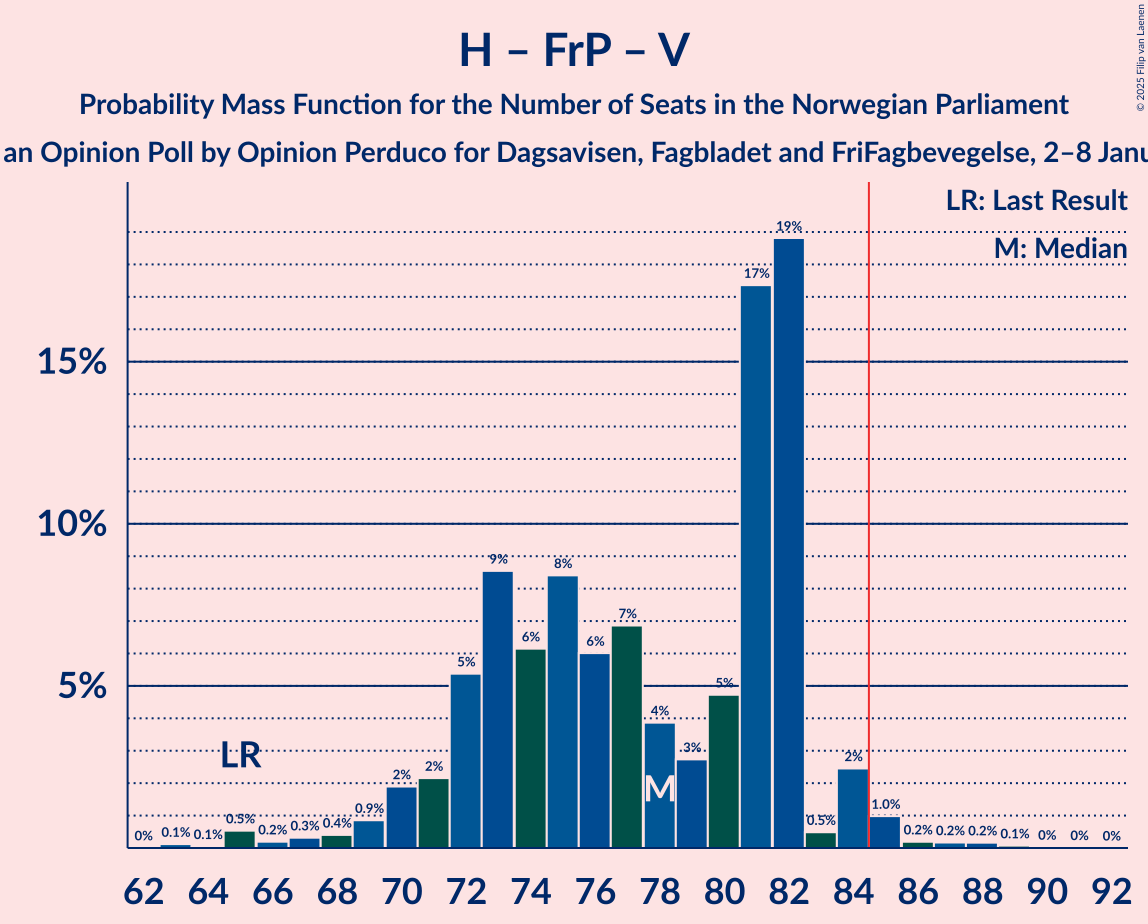 © 2025 Filip van Laenen
H – FrP – V
Probability Mass Function for the Number of Seats in the Norwegian Parliament
an Opinion Poll by Opinion Perduco for Dagsavisen, Fagbladet and FriFagbevegelse, 2–8 Janu
LR: Last Result
M: Median
15%
10%
5%
LR
M
0% 0.1% 0.1% 0.5% 0.2% 0.3% 0.4% 0.9% 2% 2% 5% 9% 6% 8% 6% 7% 4% 3% 5% 17% 19% 0.5% 2% 1.0% 0.2% 0.2% 0.2% 0.1% 0% 0% 0%
62 64 66 68 70 72 74 76 78 80 82 84 86 88 90 92